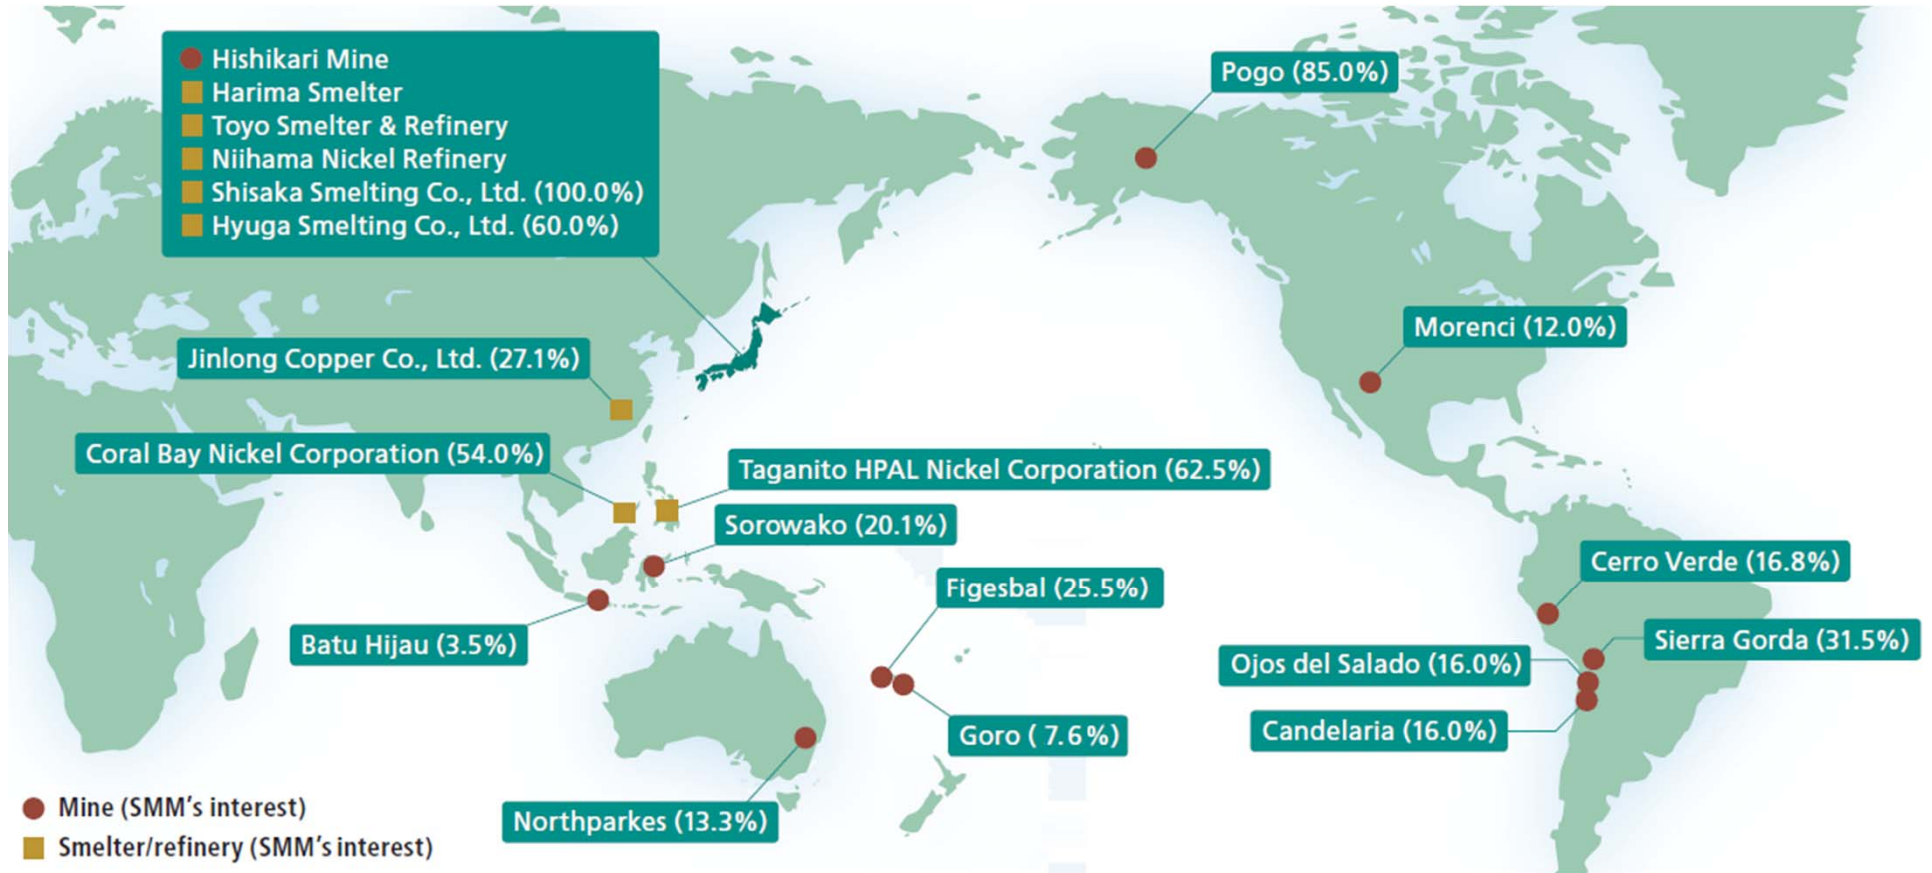 Hishikari Mine
Harima Smelter
Toyo Smelter & Refinery
Niihama Nickel Refinery
Shisaka Smelting Co., Ltd. (100.0%)
Hyuga Smelting Co., Ltd. (60.0%)
Pogo (85.0%)
Morenci (12.0%)
Jinlong Copper Co., Ltd. (27.1%)
Coral Bay Nickel Corporation (54.0%)
Taganito HPAL Nickel Corporation (62.5%)
Sorowako (20.1%)
Cerro Verde (16.8%)
Figesbal (25.5%)
Batu Hijau (3.5%)
Sierra Gorda (31.5%)
Ojos del Salado (16.0%)
Candelaria (16.0%)
Goro ( 7.6%)
Northparkes (13.3%)
Mine (SMM's interest)
Smelter/refinery (SMM's interest)